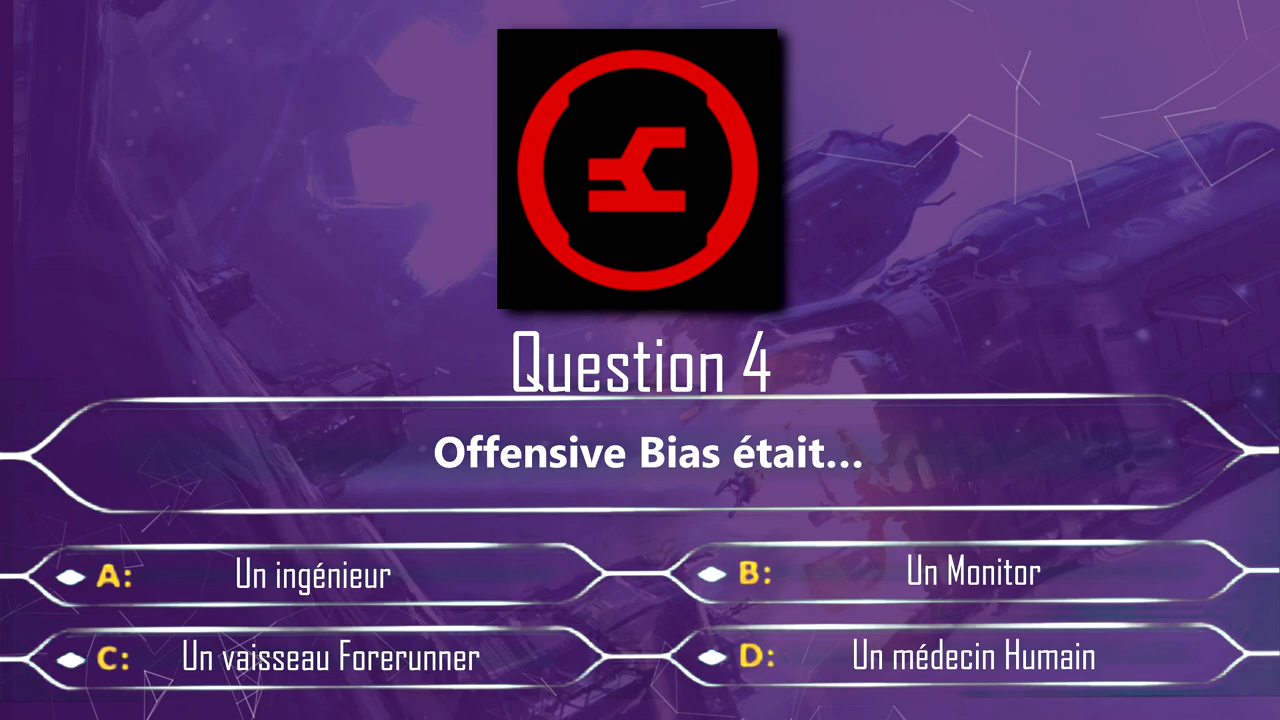 Question 4
Offensive Bias était...
A: Un ingénieur
B: Un Monitor
C: Un vaisseau Forerunner
D: Un médecin Humain